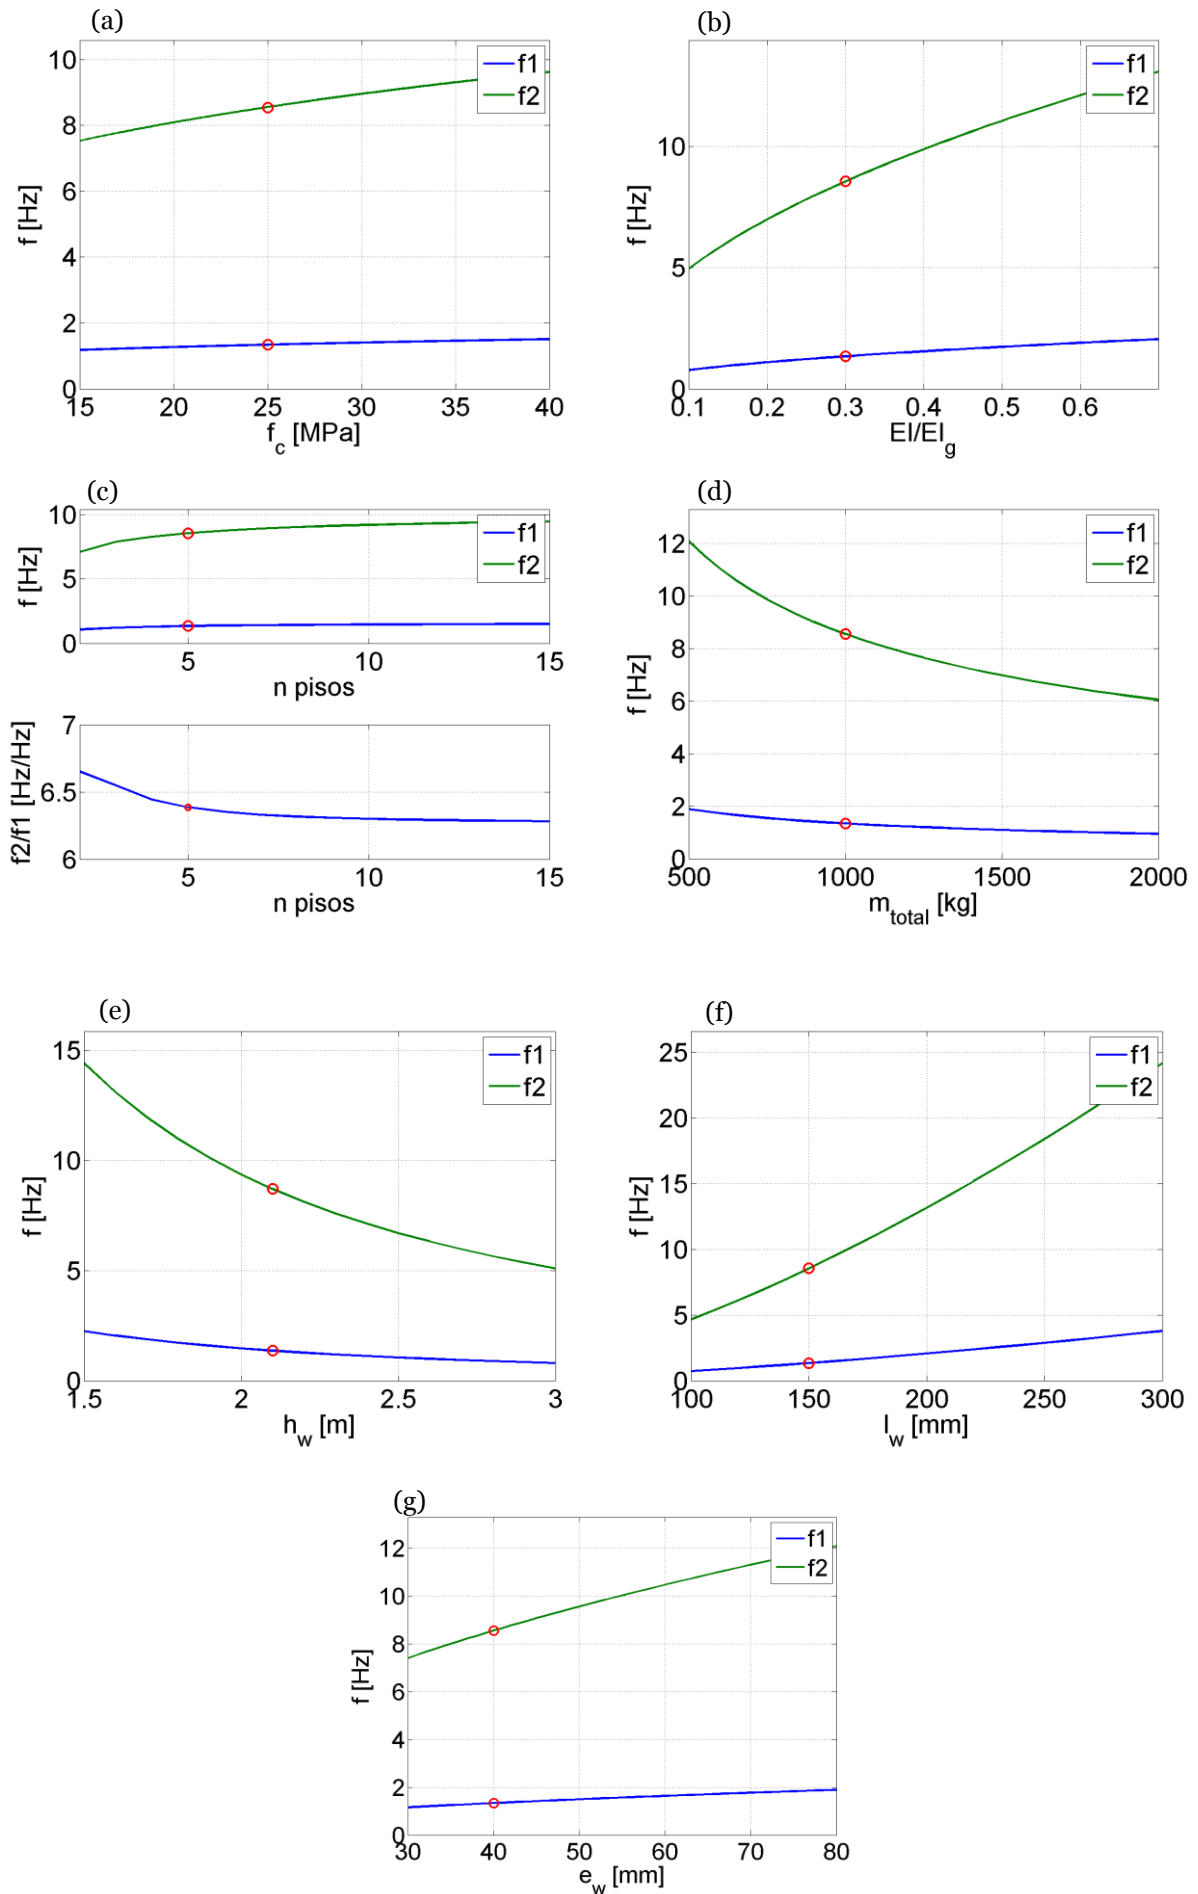 (a)
10
8
6
4
2
0
f [Hz]
f1
f2
15 20 25 30 35 40
f_c [MPa]
(b)
10
5
0
f [Hz]
f1
f2
0.1 0.2 0.3 0.4 0.5 0.6
EI/EI_g
(c)
10
5
0
f [Hz]
f1
f2
5 10 15
n pisos
7
6.5
6
f2/f1 [Hz/Hz]
5 10 15
n pisos
(d)
12
10
8
6
4
2
0
f [Hz]
f1
f2
500 1000 1500 2000
m_total [kg]
(e)
15
10
5
0
f [Hz]
f1
f2
1.5 2 2.5 3
h_w [m]
(f)
25
20
15
10
5
0
f [Hz]
f1
f2
100 150 200 250 300
l_w [mm]
(g)
12
10
8
6
4
2
0
f [Hz]
f1
f2
30 40 50 60 70 80
e_w [mm]